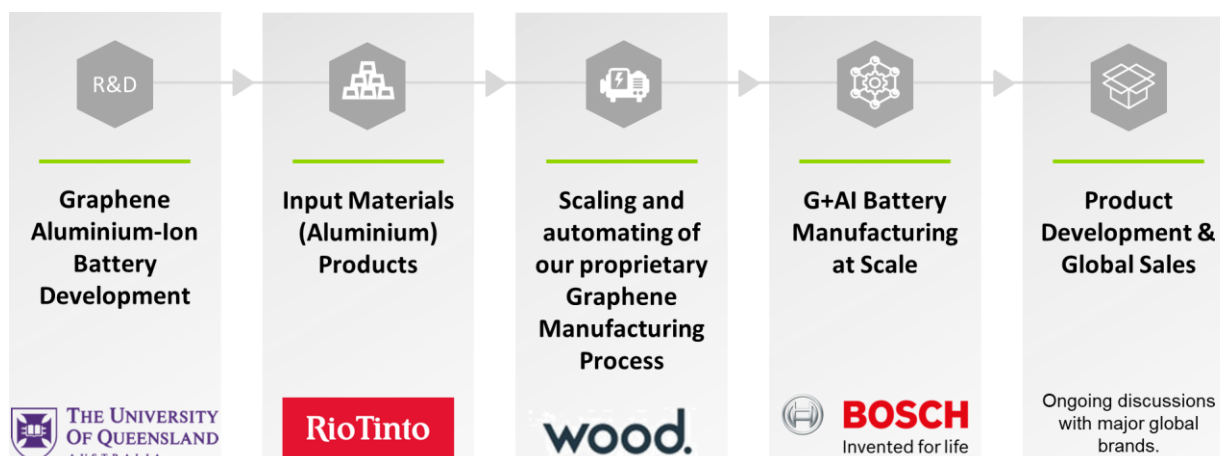 R&D
Graphene
Aluminium-Ion
Battery
Development
THE UNIVERSITY
OF QUEENSLAND
AUSTRALIA
Input Materials
(Aluminium)
Products
RioTinto
Scaling and
automating of
our proprietary
Graphene
Manufacturing
Process
wood.
G+AI Battery
Manufacturing
at Scale
BOSCH
Invented for life
Product
Development &
Global Sales
Ongoing discussions
with major global
brands.